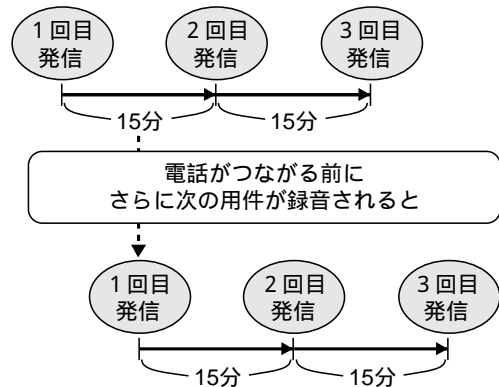 1回目
発信
2回目
発信
3回目
発信
15分
15分
電話がつながる前に
さらに次の用件が録音されると
1回目
発信
2回目
発信
3回目
発信
15分
15分